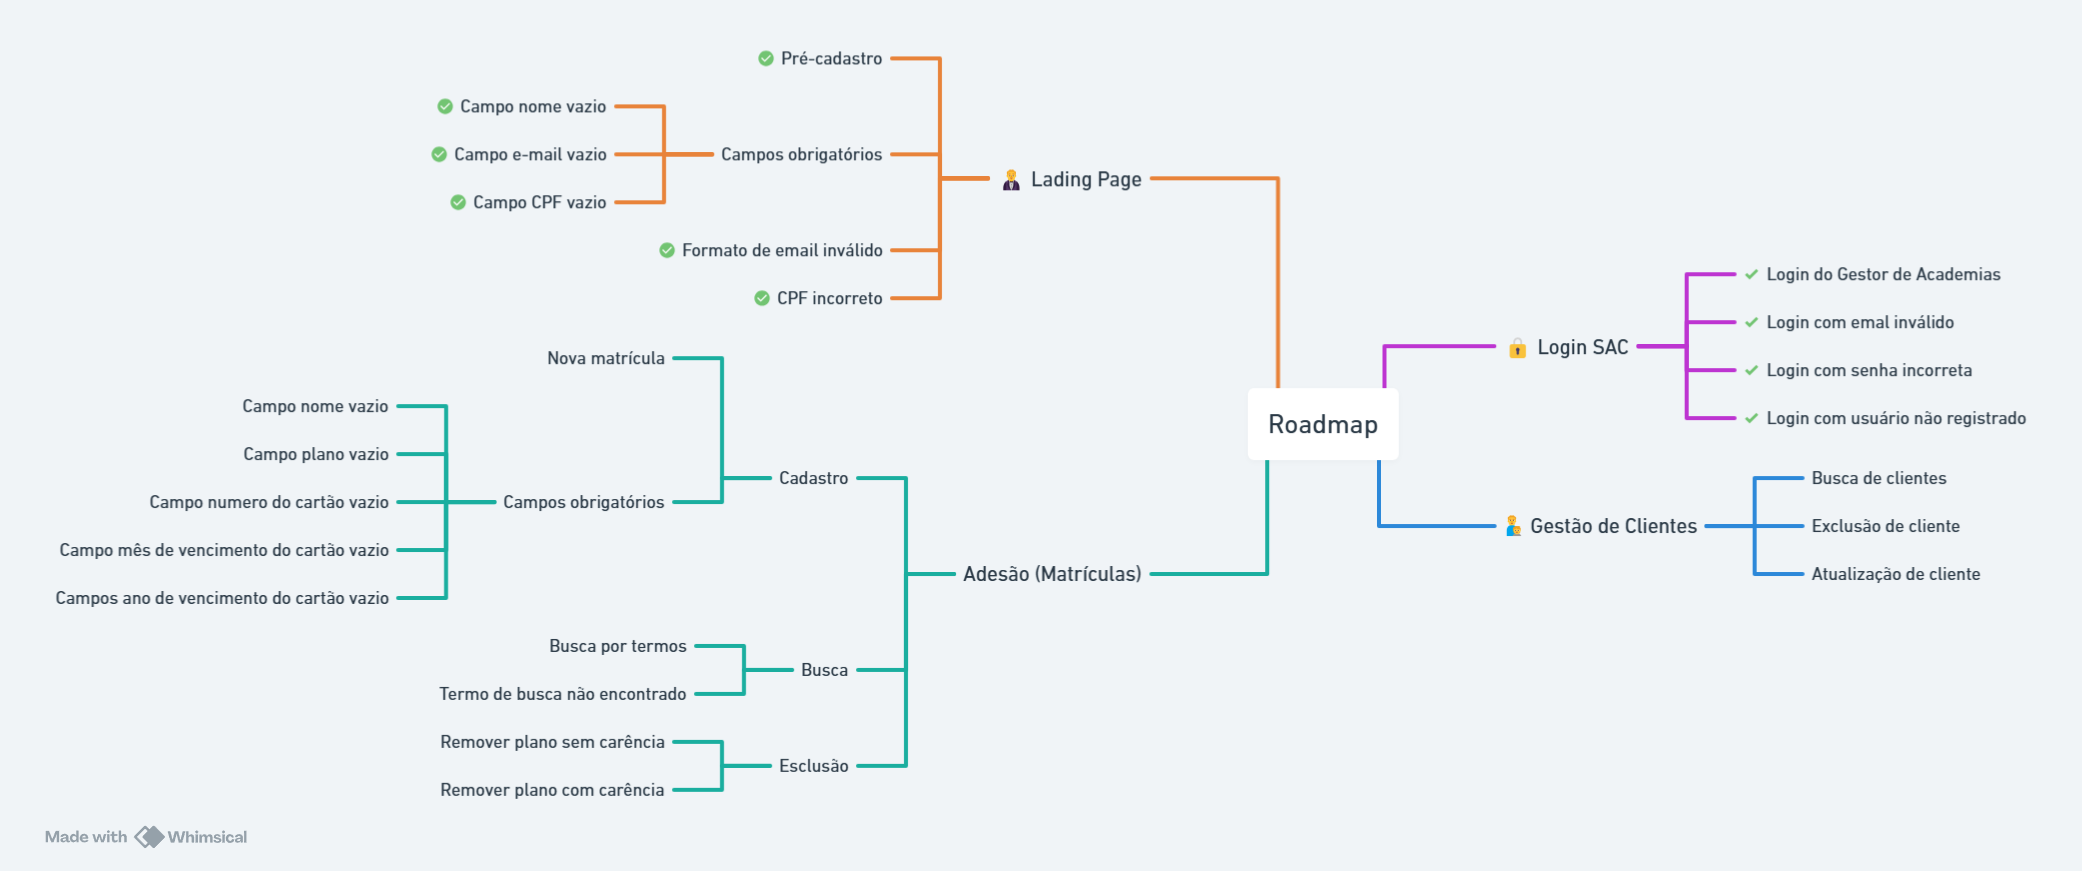 Roadmap
Lading Page
Pré-cadastro
Campos obrigatórios
Campo nome vazio
Campo e-mail vazio
Campo CPF vazio
Formato de email inválido
CPF incorreto
Login SAC
Login do Gestor de Academias
Login com emal inválido
Login com senha incorreta
Login com usuário não registrado
Gestão de Clientes
Busca de clientes
Exclusão de cliente
Atualização de cliente
Adesão (Matrículas)
Cadastro
Nova matrícula
Campos obrigatórios
Campo nome vazio
Campo plano vazio
Campo numero do cartão vazio
Campo mês de vencimento do cartão vazio
Campos ano de vencimento do cartão vazio
Busca
Busca por termos
Termo de busca não encontrado
Esclusão
Remover plano sem carência
Remover plano com carência
Made with Whimsical